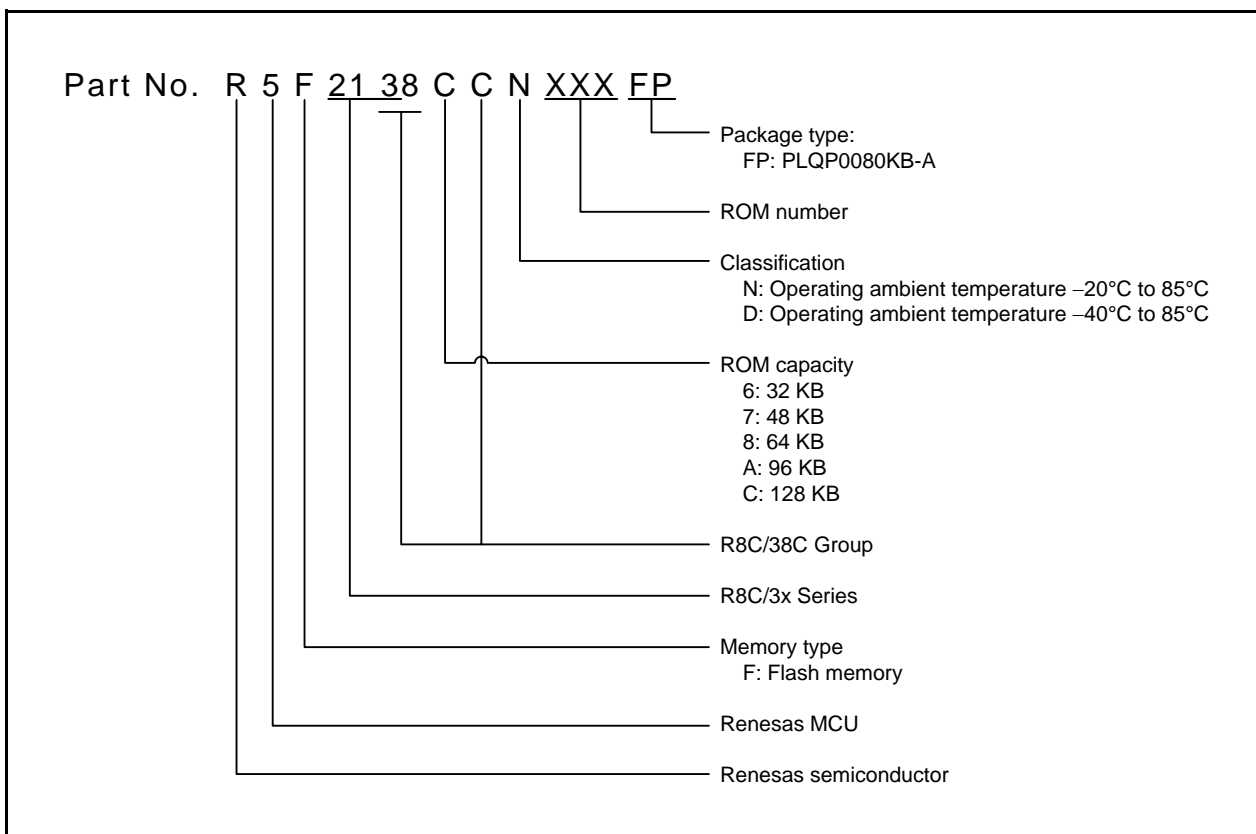 Part No. R 5 F 21 38 C C N XXX FP
Package type:
FP: PLQP0080KB-A
ROM number
Classification
N: Operating ambient temperature −20°C to 85°C
D: Operating ambient temperature −40°C to 85°C
ROM capacity
6: 32 KB
7: 48 KB
8: 64 KB
A: 96 KB
C: 128 KB
R8C/38C Group
R8C/3x Series
Memory type
F: Flash memory
Renesas MCU
Renesas semiconductor